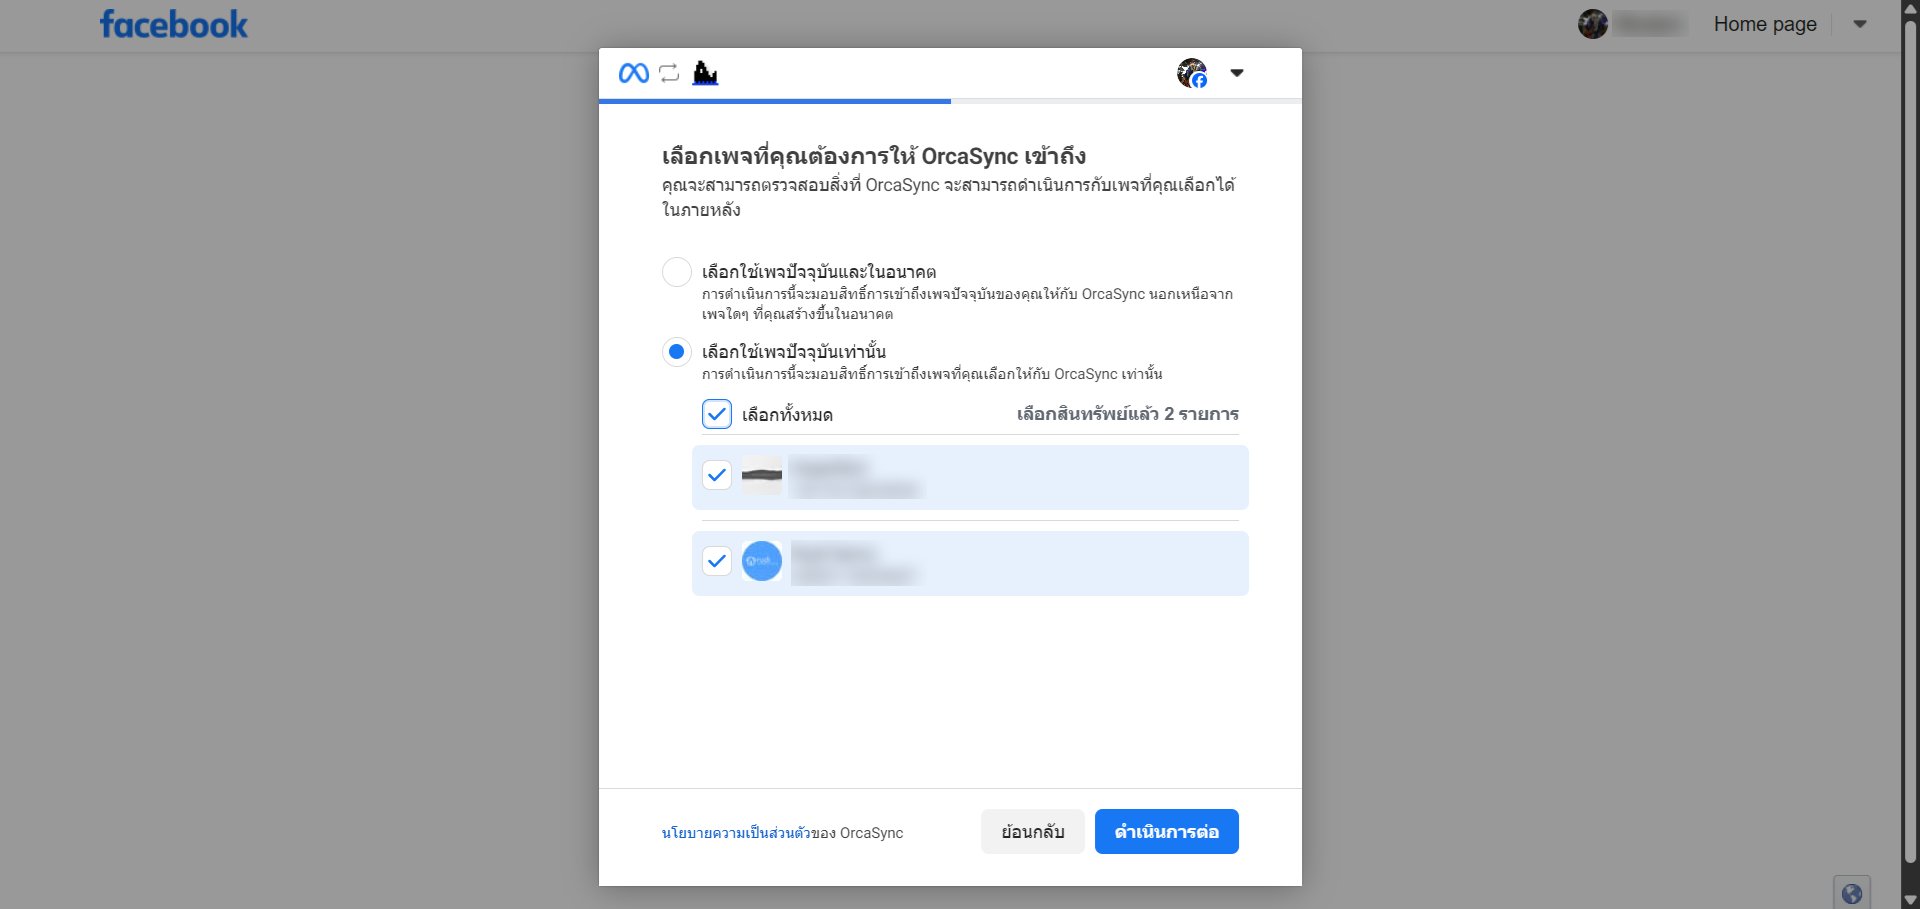 facebook
Home page
เลือกเพจที่คุณต้องการให้ OrcaSync เข้าถึง
คุณจะสามารถตรวจสอบสิ่งที่ OrcaSync จะสามารถดำเนินการกับเพจที่คุณเลือกได้
ในภายหลัง
เลือกใช้เพจปัจจุบันและในอนาคต
การดำเนินการนี้จะมอบสิทธิ์การเข้าถึงเพจปัจจุบันของคุณให้กับ OrcaSync นอกเหนือจาก
เพจใดๆ ที่คุณสร้างขึ้นในอนาคต
เลือกใช้เพจปัจจุบันเท่านั้น
การดำเนินการนี้จะมอบสิทธิ์การเข้าถึงเพจที่คุณเลือกให้กับ OrcaSync เท่านั้น
เลือกทั้งหมด
เลือกสินทรัพย์แล้ว 2 รายการ
นโยบายความเป็นส่วนตัวของ OrcaSync
ย้อนกลับ
ดำเนินการต่อ